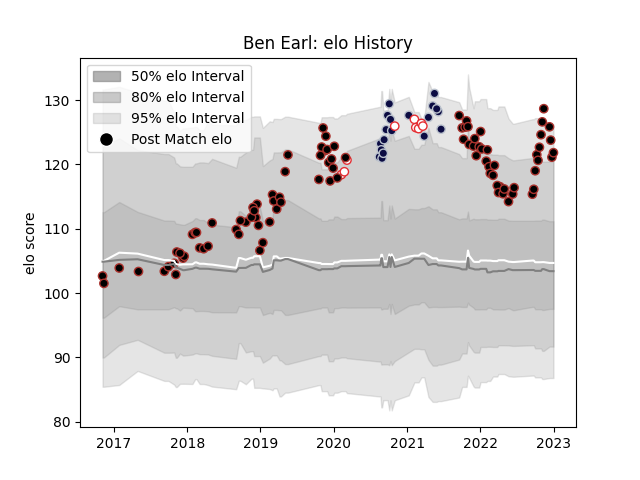 Ben Earl: elo History
50% elo Interval
80% elo Interval
95% elo Interval
Post Match elo
elo score
130
120
110
100
90
80
2017 2018 2019 2020 2021 2022 2023